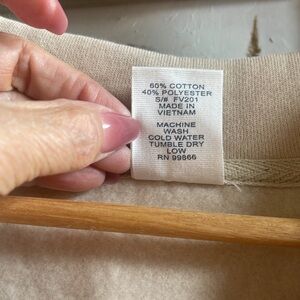 60% COTTON
40% POLYESTER
S/# FV201
MADE IN
VIETNAM
MACHINE
WASH
COLD WATER
TUMBLE DRY
LOW
RN 99866